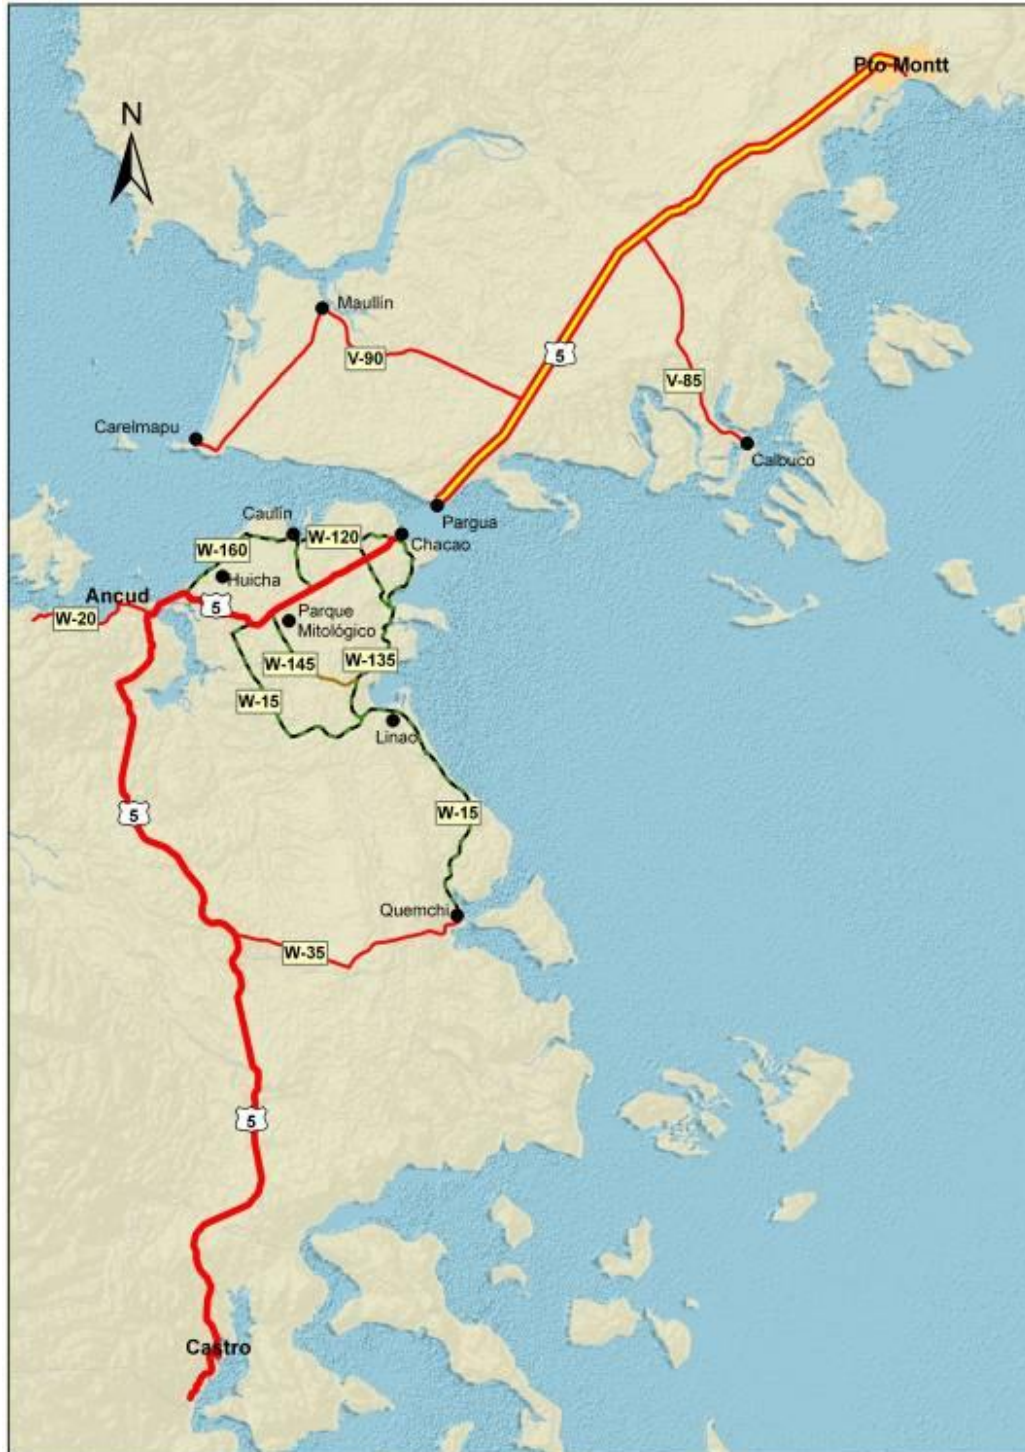 Pto Montt
N
Maullín
V-90
5
V-85
Carelmapu
Calbuco
Pargua
Caulín
W-120
Chacao
W-160
Huicha
Ancud
5
W-20
Parque
Mitológico
W-145
W-135
W-15
Linao
5
W-15
Quemchi
W-35
5
Castro